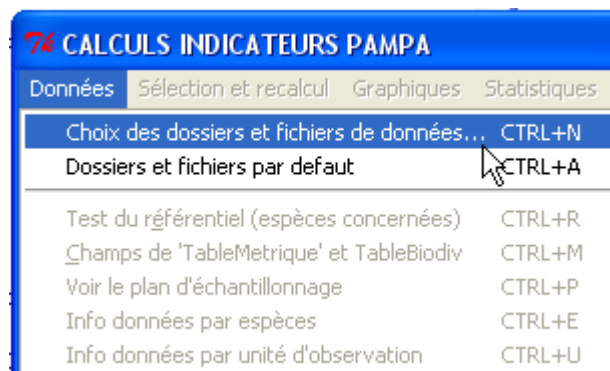 CALCULS INDICATEURS PAMPA
Données Sélection et recalcul Graphiques Statistiques
Choix des dossiers et fichiers de données... CTRL+N
Dossiers et fichiers par defaut CTRL+A
Test du référentiel (espèces concernées) CTRL+R
Champs de 'TableMetrique' et TableBiodiv CTRL+M
Voir le plan d'échantillonnage CTRL+P
Info données par espèces CTRL+E
Info données par unité d'observation CTRL+U